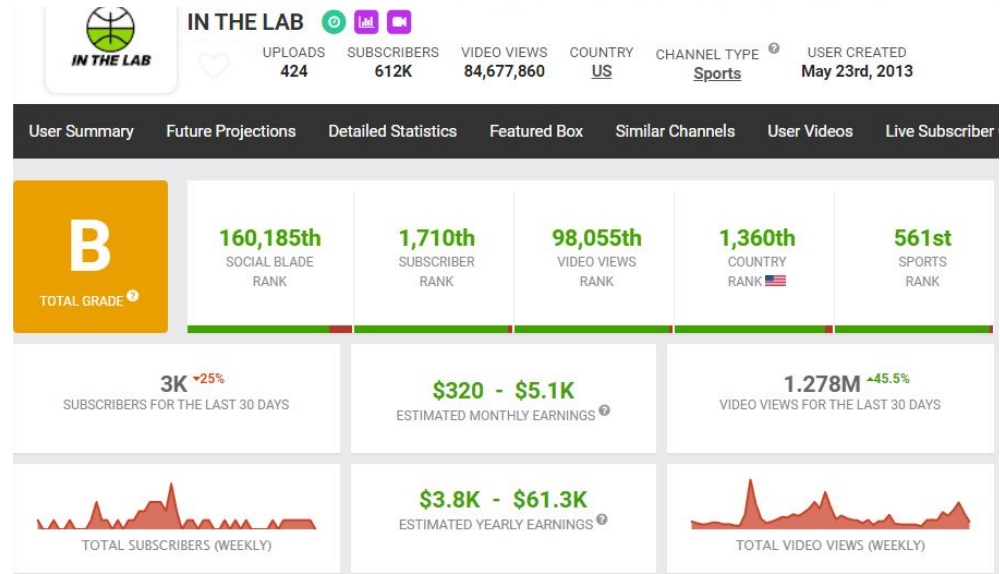 IN THE LAB
IN THE LAB
UPLOADS SUBSCRIBERS VIDEO VIEWS COUNTRY CHANNEL TYPE ? USER CREATED
424 612K 84,677,860 US Sports May 23rd, 2013
User Summary Future Projections Detailed Statistics Featured Box Similar Channels User Videos Live Subscriber
B
TOTAL GRADE ?
160,185th 1,710th 98,055th 1,360th 561st
SOCIAL BLADE SUBSCRIBER VIDEO VIEWS COUNTRY SPORTS
RANK RANK RANK RANK RANK
3K 25%
SUBSCRIBERS FOR THE LAST 30 DAYS
$320 - $5.1K
ESTIMATED MONTHLY EARNINGS ?
1.278M 45.5%
VIDEO VIEWS FOR THE LAST 30 DAYS
TOTAL SUBSCRIBERS (WEEKLY)
$3.8K - $61.3K
ESTIMATED YEARLY EARNINGS ?
TOTAL VIDEO VIEWS (WEEKLY)